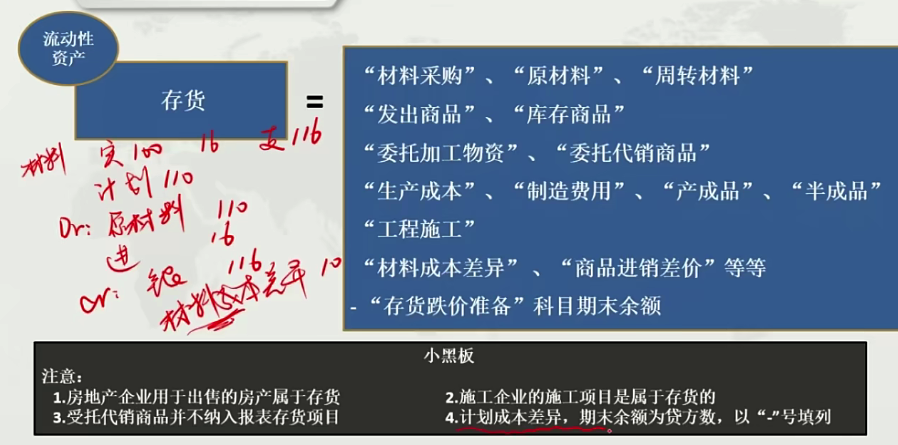 流动性
资产
存货
=
“材料采购”、“原材料”、“周转材料”
“发出商品”、“库存商品”
“委托加工物资”、“委托代销商品”
“生产成本”、“制造费用”、“产成品”、“半成品”
“工程施工”
“材料成本差异”、“商品进销差价”等等
- “存货跌价准备”科目期末余额
材料 实100 16 支116
计划110
Dr: 原材料 110
进 16
Cr: 银 116
材料成本差异 10
小黑板
注意:
1.房地产企业用于出售的房产属于存货 2.施工企业的施工项目是属于存货的
3.受托代销商品并不纳入报表存货项目 4.计划成本差异，期末余额为贷方数，以“-”号填列。